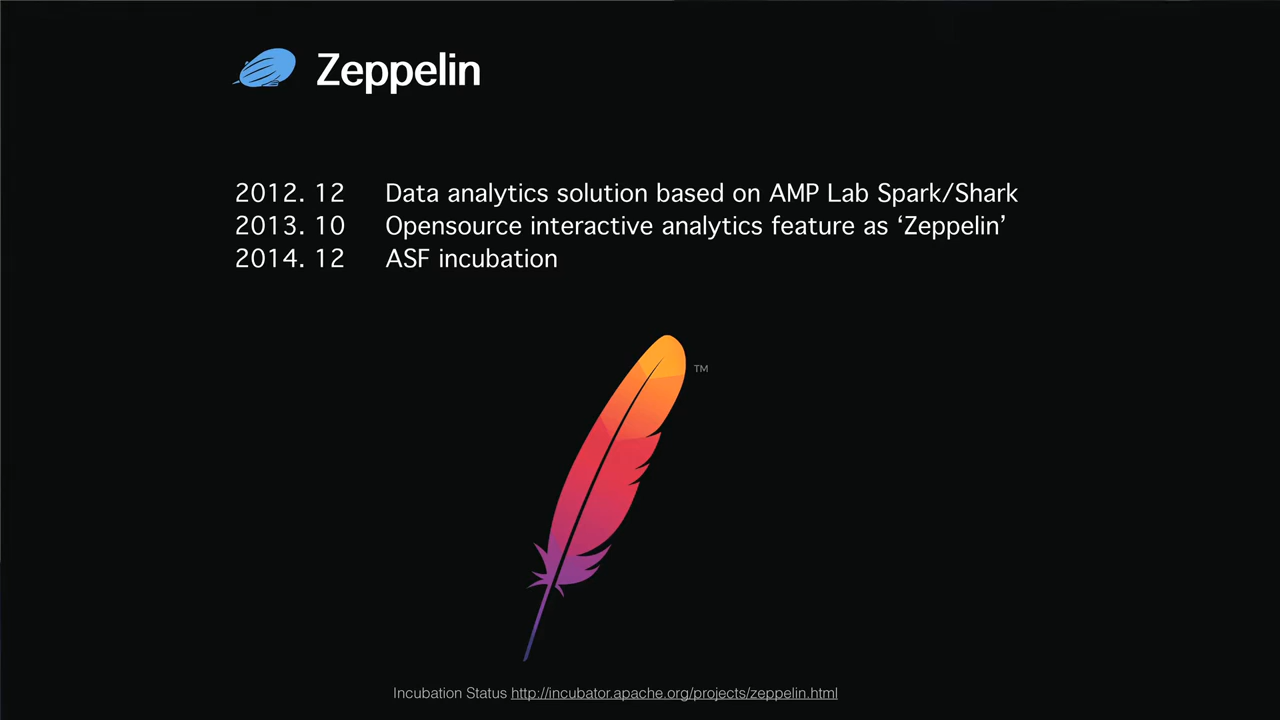 Zeppelin
2012. 12 Data analytics solution based on AMP Lab Spark/Shark
2013. 10 Opensource interactive analytics feature as ‘Zeppelin’
2014. 12 ASF incubation
TM
Incubation Status http://incubator.apache.org/projects/zeppelin.html